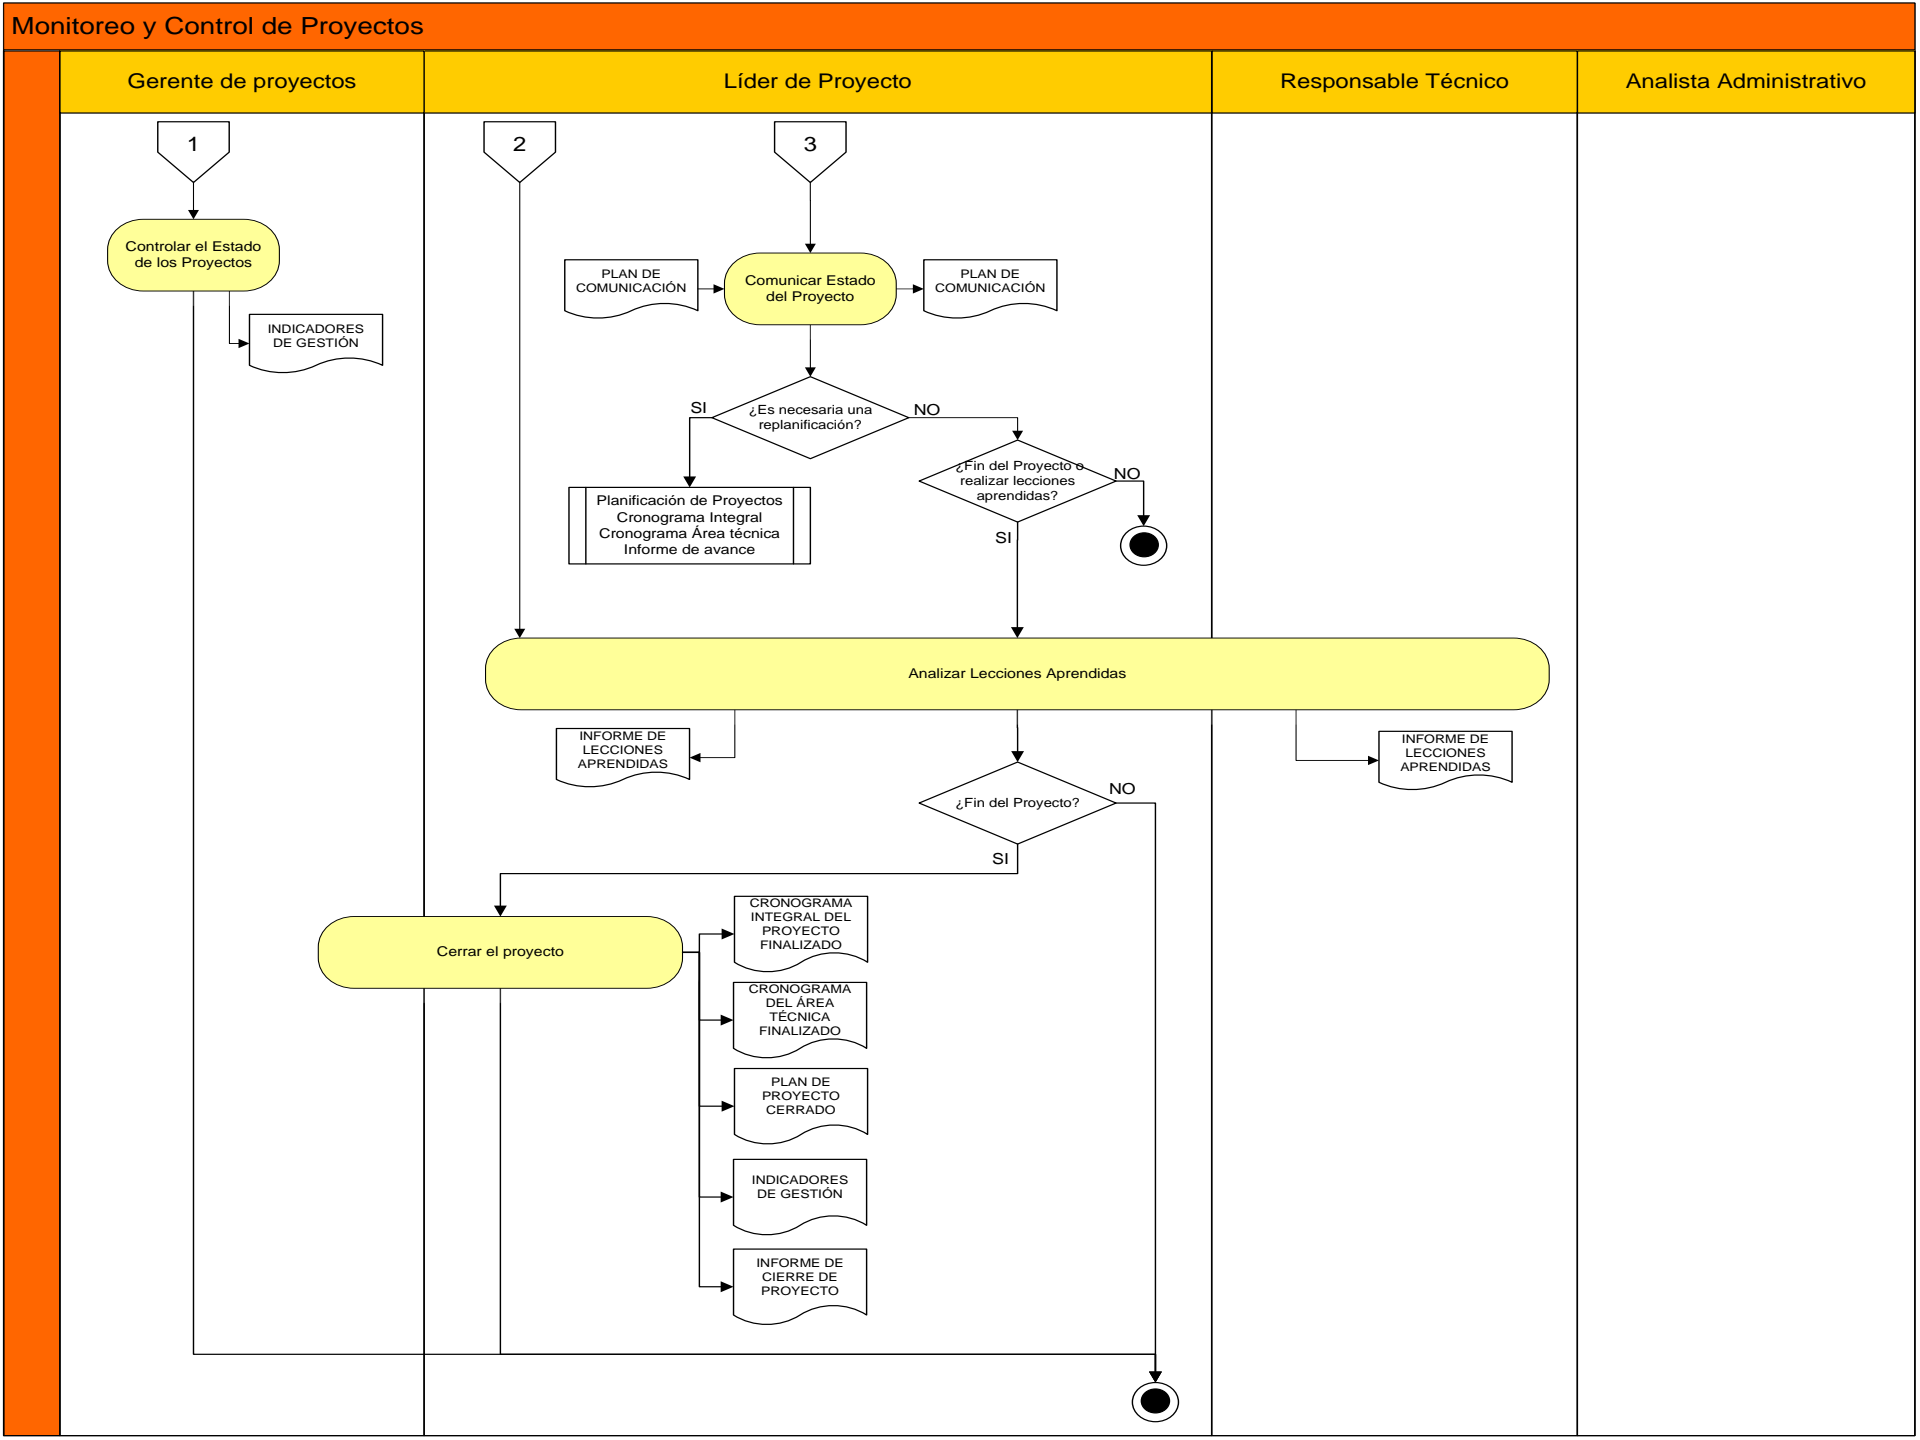 Monitoreo y Control de Proyectos
Gerente de proyectos
Líder de Proyecto
Responsable Técnico
Analista Administrativo
1
2
3
Controlar el Estado
de los Proyectos
INDICADORES
DE GESTIÓN
PLAN DE
COMUNICACIÓN
Comunicar Estado
del Proyecto
PLAN DE
COMUNICACIÓN
¿Es necesaria una
replanificación?
SI
NO
¿Fin del Proyecto o
realizar lecciones
aprendidas?
NO
SI
Planificación de Proyectos
Cronograma Integral
Cronograma Área técnica
Informe de avance
Analizar Lecciones Aprendidas
INFORME DE
LECCIONES
APRENDIDAS
INFORME DE
LECCIONES
APRENDIDAS
¿Fin del Proyecto?
NO
SI
Cerrar el proyecto
CRONOGRAMA
INTEGRAL DEL
PROYECTO
FINALIZADO
CRONOGRAMA
DEL ÁREA
TÉCNICA
FINALIZADO
PLAN DE
PROYECTO
CERRADO
INDICADORES
DE GESTIÓN
INFORME DE
CIERRE DE
PROYECTO